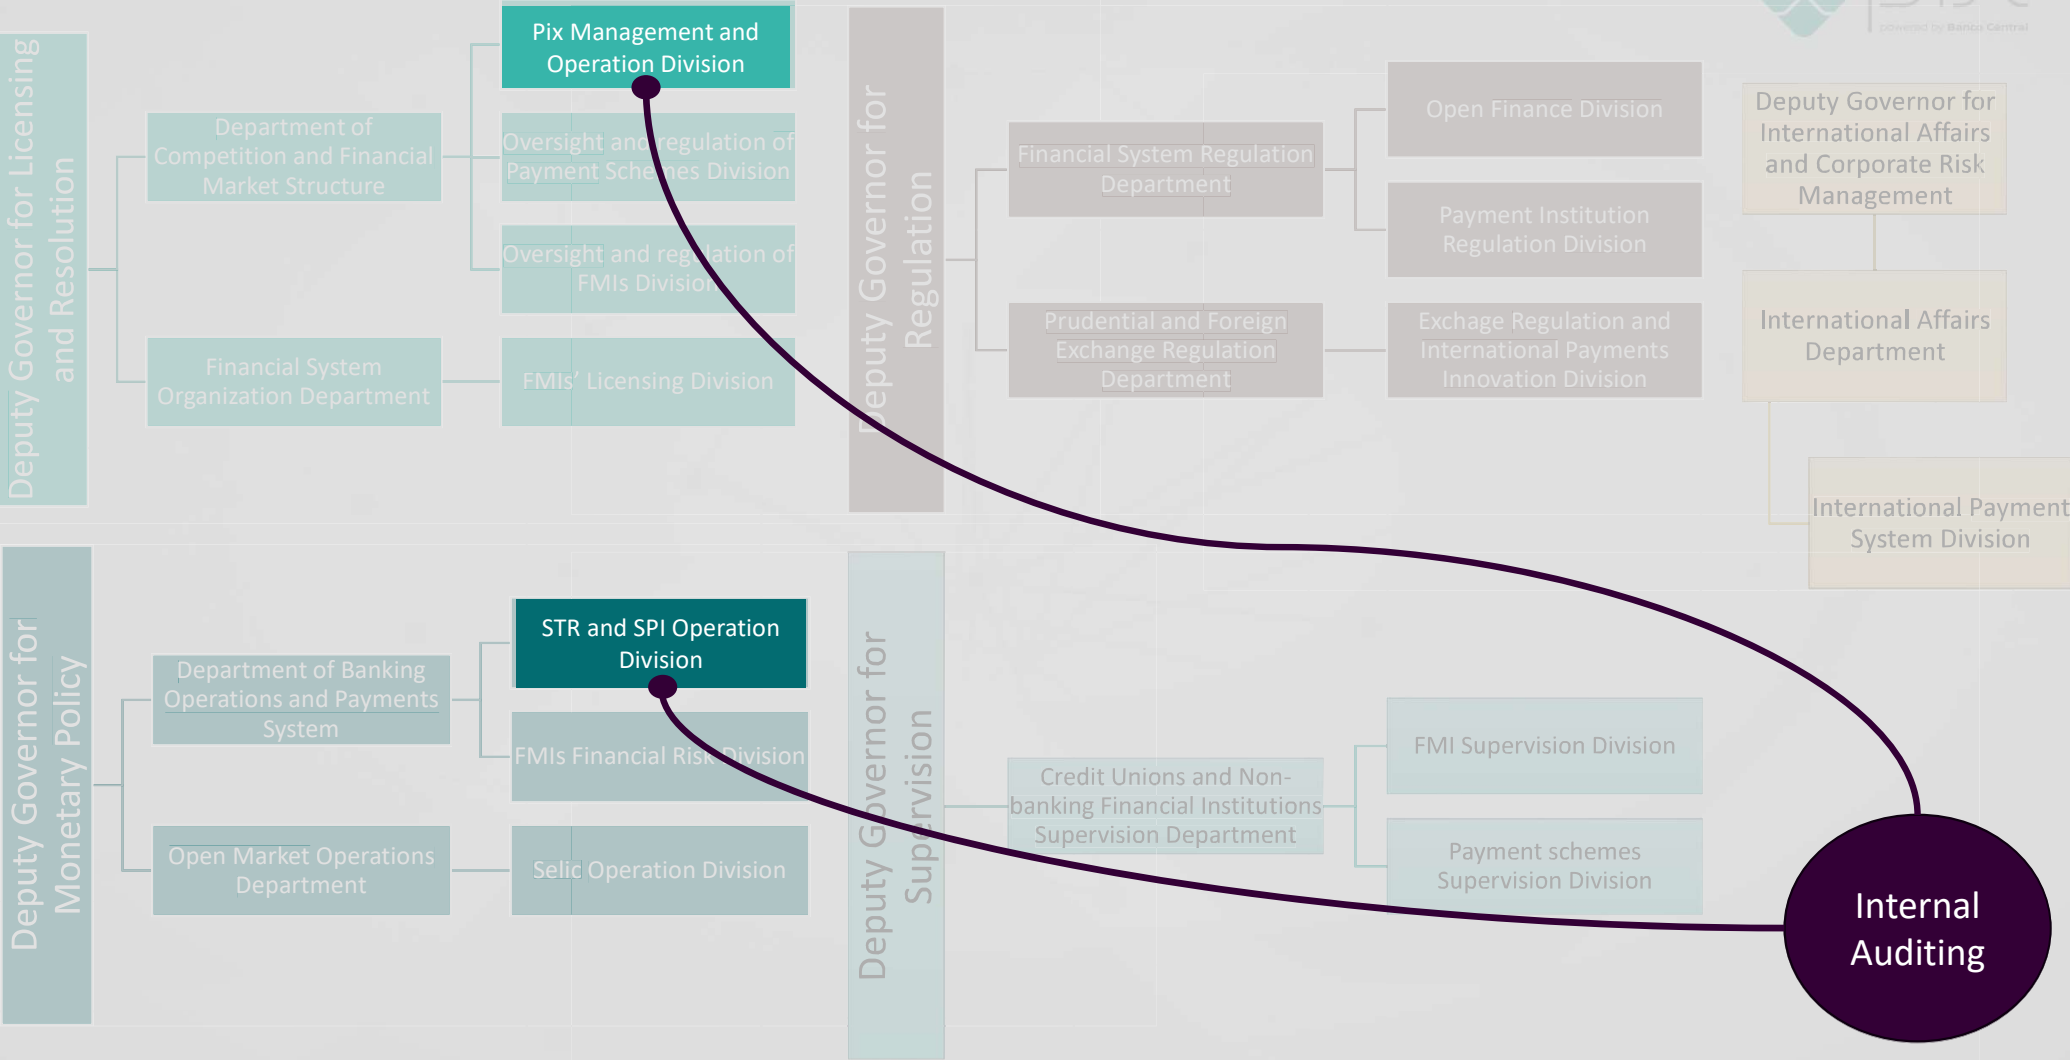 powered by Banco Central
Deputy Governor for Licensing
and Resolution
Department of
Competition and Financial
Market Structure
Pix Management and
Operation Division
Oversight and regulation of
Payment Schemes Division
Oversight and regulation of
FMIs Division
Financial System
Organization Department
FMIs' Licensing Division
Deputy Governor for
Regulation
Financial System Regulation
Department
Open Finance Division
Payment Institution
Regulation Division
Prudential and Foreign
Exchange Regulation
Department
Exchage Regulation and
International Payments
Innovation Division
Deputy Governor for
International Affairs
and Corporate Risk
Management
International Affairs
Department
International Payment
System Division
Deputy Governor for
Monetary Policy
Department of Banking
Operations and Payments
System
STR and SPI Operation
Division
FMIs Financial Risk Division
Open Market Operations
Department
Selic Operation Division
Deputy Governor for
Supervision
Credit Unions and Non-
banking Financial Institutions
Supervision Department
FMI Supervision Division
Payment schemes
Supervision Division
Internal
Auditing